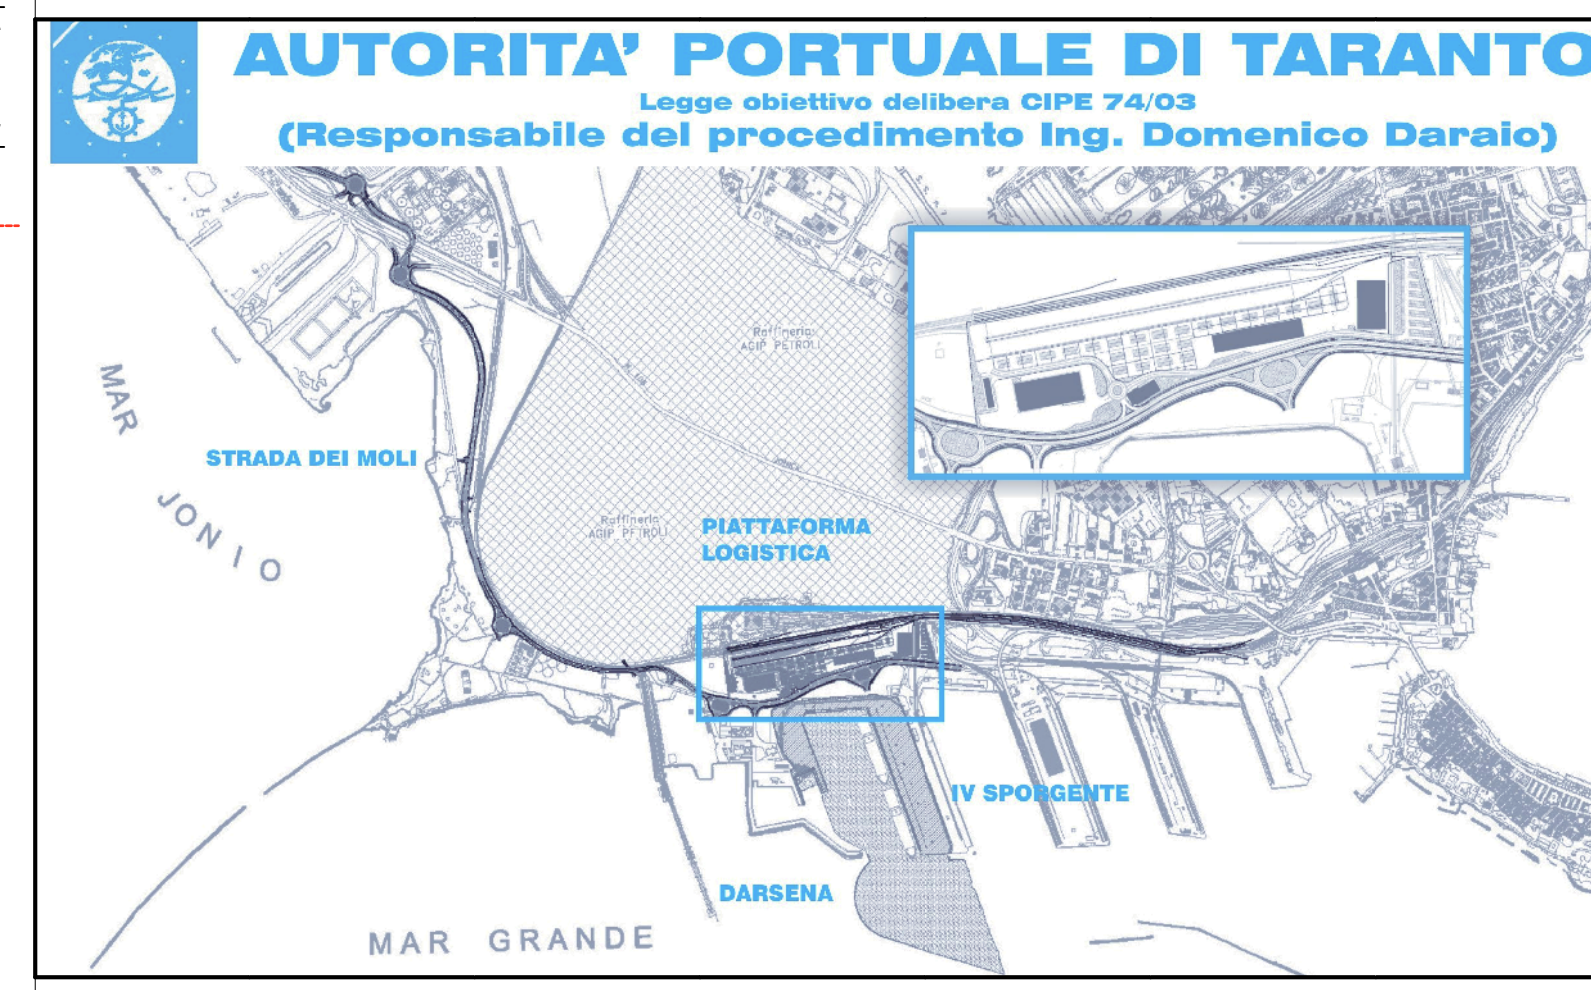 AUTORITA' PORTUALE DI TARANTO
Legge obiettivo delibera CIPE 74/03
(Responsabile del procedimento Ing. Domenico Daraio)
Raffineria
AGIP PETROLI
MAR
JONIO
STRADA DEI MOLI
Raffineria
AGIP PETROLI
PIATTAFORMA
LOGISTICA
IV SPORGENTE
DARSENA
MAR GRANDE